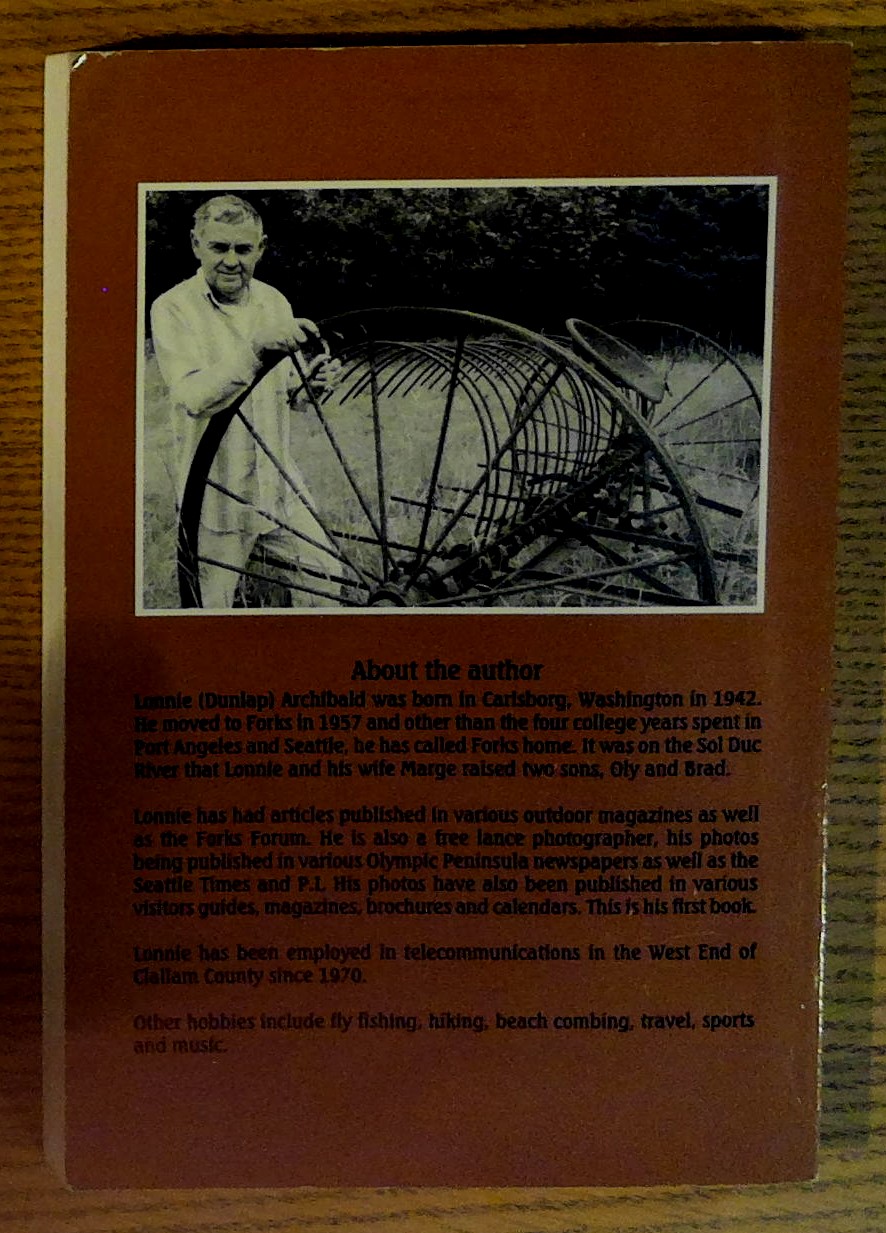 About the author
Lonnie (Dunlap) Archibald was born in Carlsborg, Washington in 1942.
He moved to Forks in 1957 and other than the four college years spent in
Port Angeles and Seattle, he has called Forks home. It was on the Sol Duc
River that Lonnie and his wife Marge raised two sons, Oly and Brad.
Lonnie has had articles published in various outdoor magazines as well
as the Forks Forum. He is also a free lance photographer, his photos
being published in various Olympic Peninsula newspapers as well as the
Seattle Times and P.I. His photos have also been published in various
visitors guides, magazines, brochures and calendars. This is his first book.
Lonnie has been employed in telecommunications in the West End of
Clallam County since 1970.
Other hobbies include fly fishing, hiking, beach combing, travel, sports
and music.